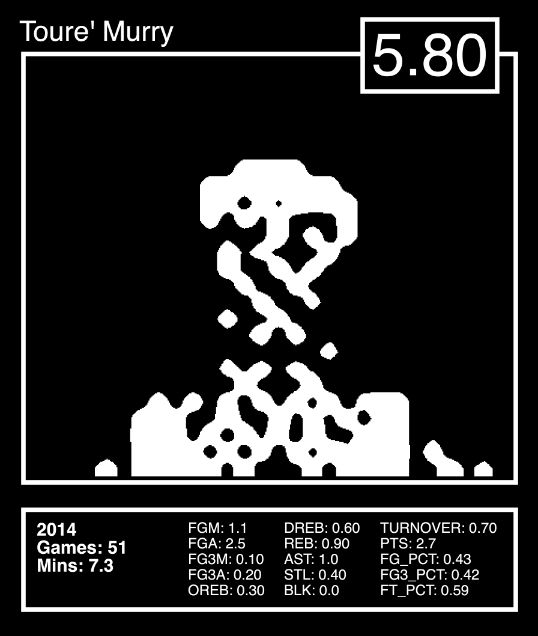 Toure' Murry
5.80
2014
Games: 51
Mins: 7.3
FGM: 1.1
FGA: 2.5
FG3M: 0.10
FG3A: 0.20
OREB: 0.30
DREB: 0.60
REB: 0.90
AST: 1.0
STL: 0.40
BLK: 0.0
TURNOVER: 0.70
PTS: 2.7
FG_PCT: 0.43
FG3_PCT: 0.42
FT_PCT: 0.59